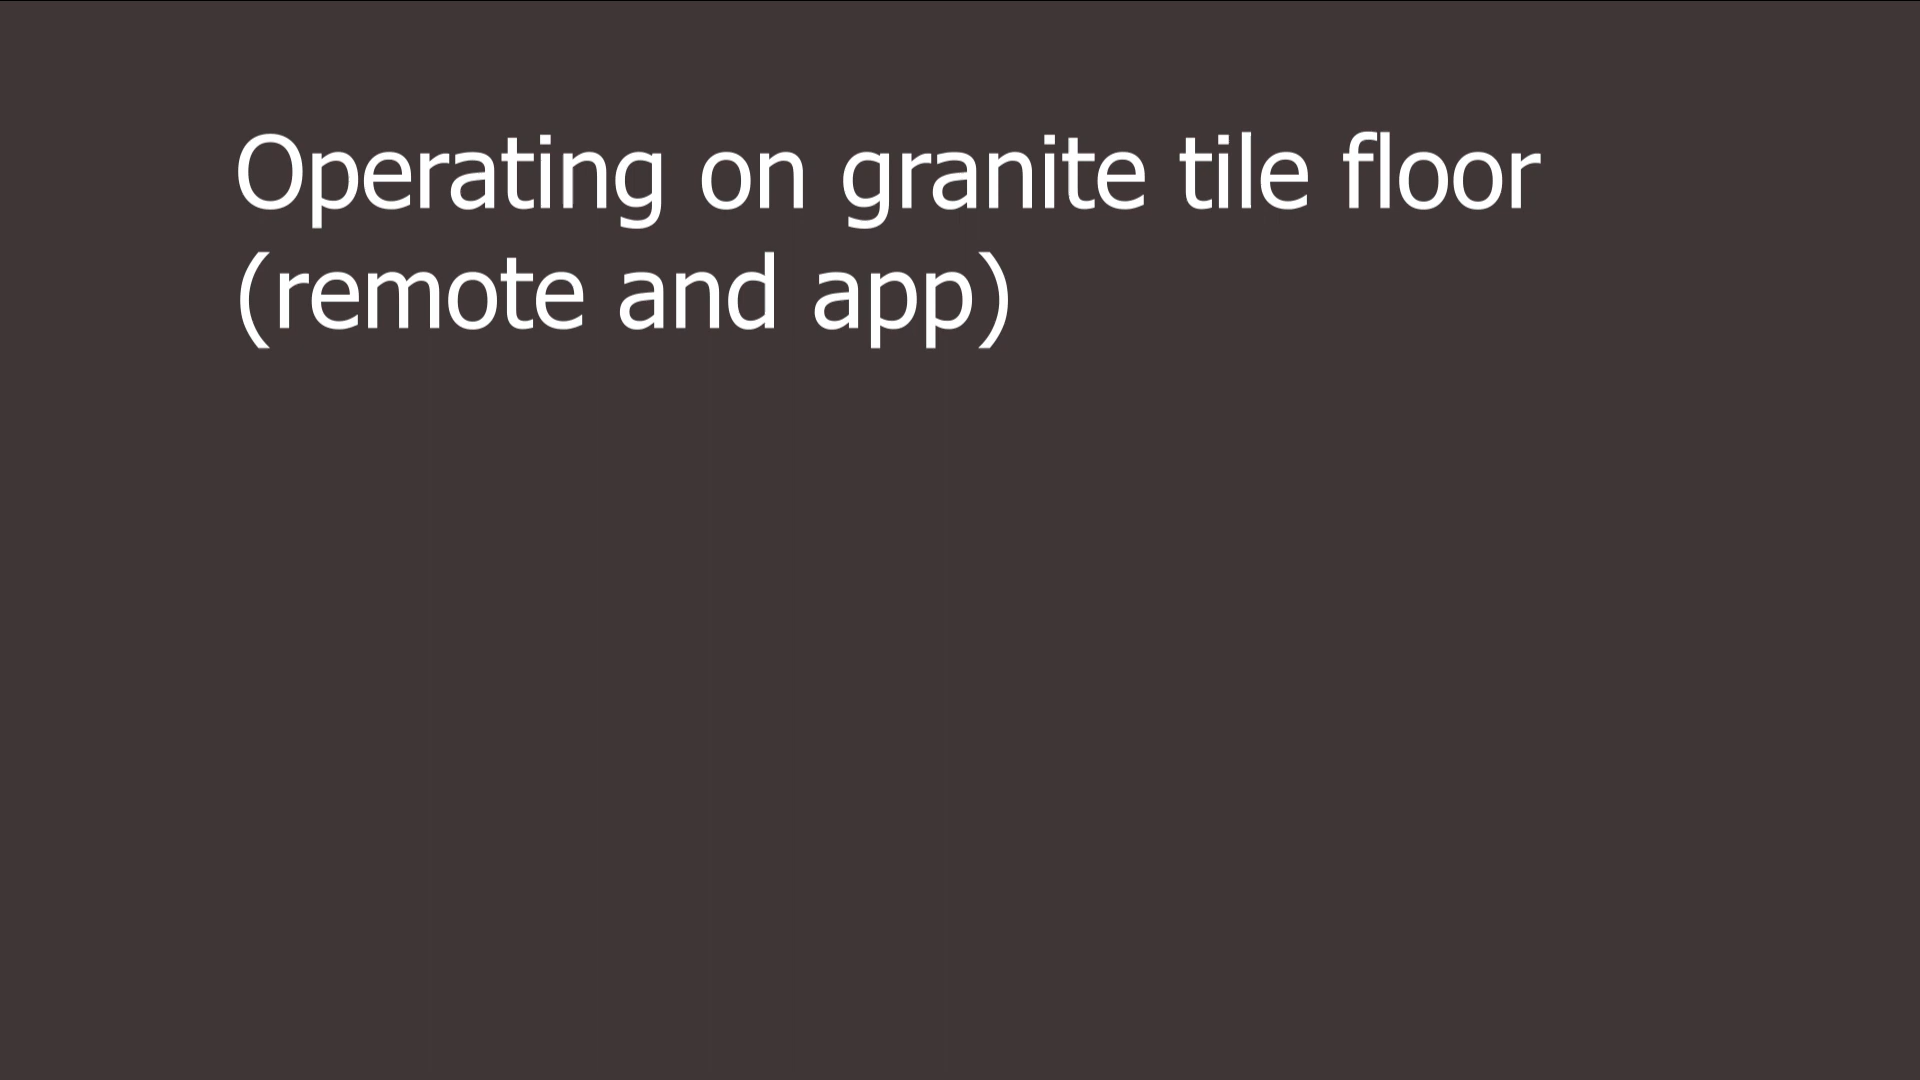 Operating on granite tile floor
(remote and app)